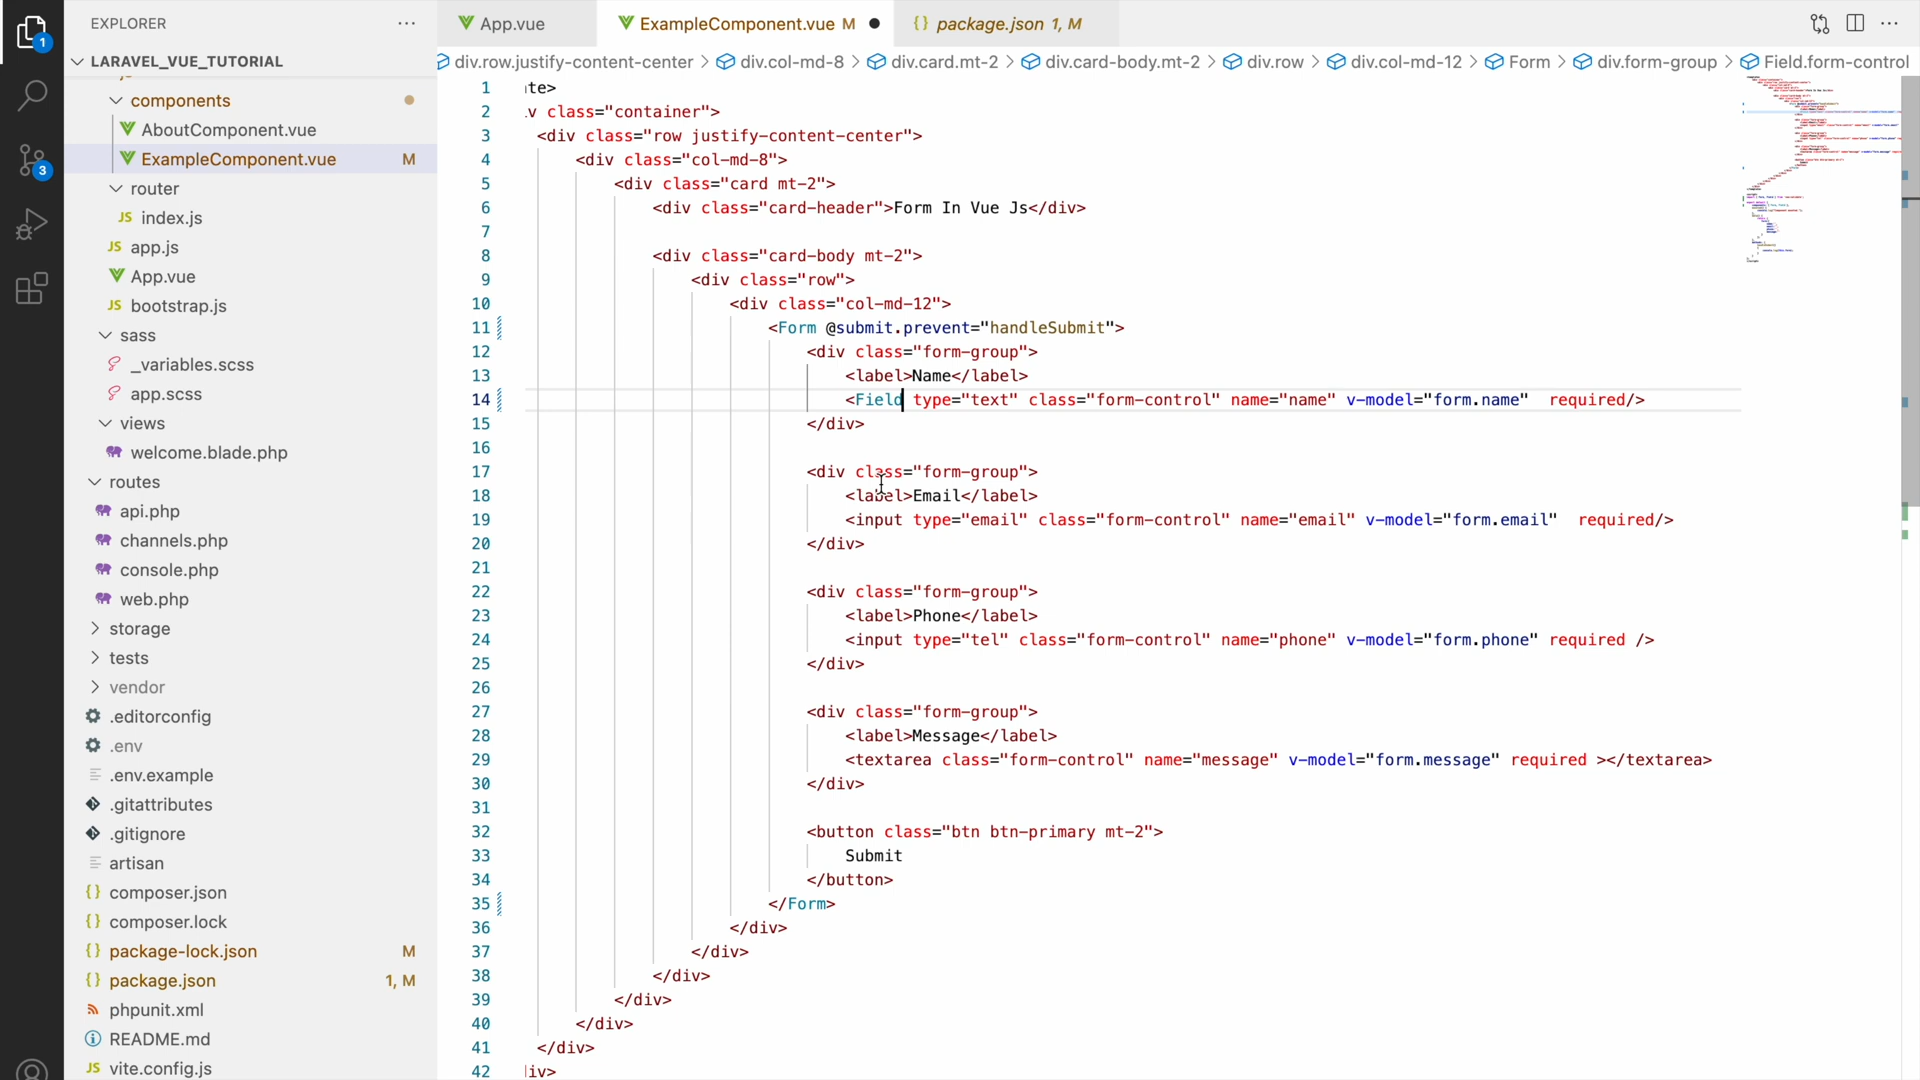 EXPLORER
LARAVEL_VUE_TUTORIAL
components
AboutComponent.vue
ExampleComponent.vue M
router
JS index.js
JS app.js
App.vue
JS bootstrap.js
sass
_variables.scss
app.scss
views
welcome.blade.php
routes
api.php
channels.php
console.php
web.php
storage
tests
vendor
.editorconfig
.env
.env.example
.gitattributes
.gitignore
artisan
{} composer.json
{} composer.lock
{} package-lock.json M
{} package.json 1, M
phpunit.xml
README.md
JS vite.config.js
1
3
App.vue
ExampleComponent.vue M
{} package.json 1, M
div.row.justify-content-center > div.col-md-8 > div.card.mt-2 > div.card-body.mt-2 > div.row > div.col-md-12 > Form > div.form-group > Field.form-control
1 te>
2 v class="container">
3 <div class="row justify-content-center">
4 <div class="col-md-8">
5 <div class="card mt-2">
6 <div class="card-header">Form In Vue Js</div>
7
8 <div class="card-body mt-2">
9 <div class="row">
10 <div class="col-md-12">
11 <Form @submit.prevent="handleSubmit">
12 <div class="form-group">
13 <label>Name</label>
14 <Field type="text" class="form-control" name="name" v-model="form.name"  required/>
15 </div>
16
17 <div class="form-group">
18 <label>Email</label>
19 <input type="email" class="form-control" name="email" v-model="form.email"  required/>
20 </div>
21
22 <div class="form-group">
23 <label>Phone</label>
24 <input type="tel" class="form-control" name="phone" v-model="form.phone" required />
25 </div>
26
27 <div class="form-group">
28 <label>Message</label>
29 <textarea class="form-control" name="message" v-model="form.message" required ></textarea>
30 </div>
31
32 <button class="btn btn-primary mt-2">
33 Submit
34 </button>
35 </Form>
36 </div>
37 </div>
38 </div>
39 </div>
40 </div>
41 </div>
42 iv>